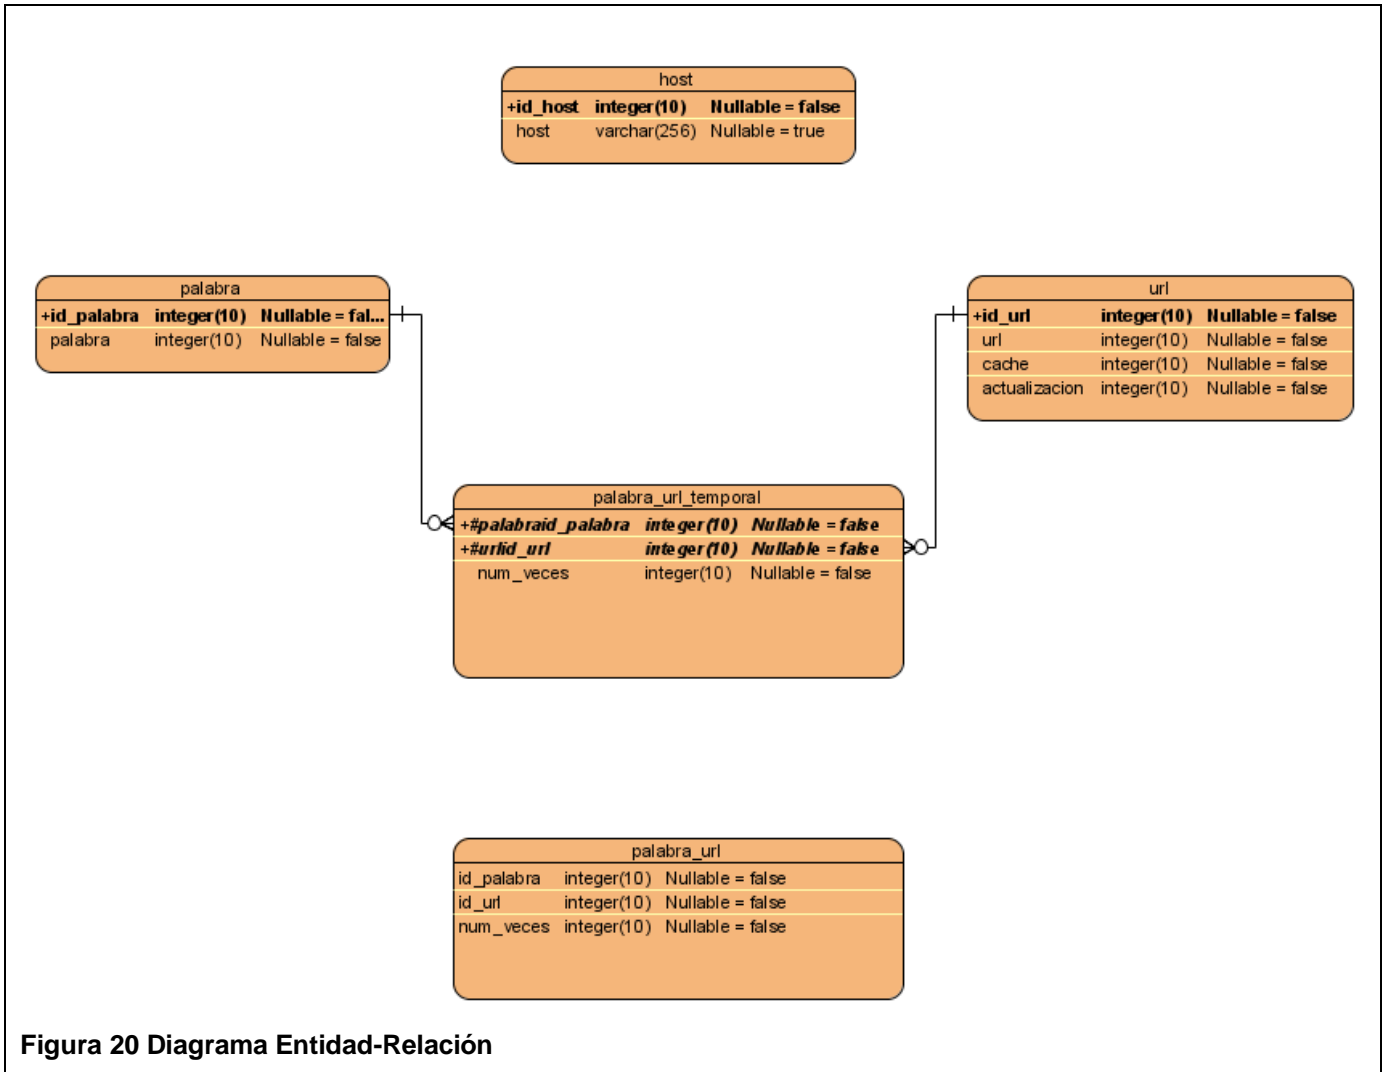 host
+id_host integer(10) Nullable = false
host varchar(256) Nullable = true
palabra
+id_palabra integer(10) Nullable = fal...
palabra integer(10) Nullable = false
url
+id_url integer(10) Nullable = false
url integer(10) Nullable = false
cache integer(10) Nullable = false
actualizacion integer(10) Nullable = false
palabra_url_temporal
+#palabraid_palabra integer(10) Nullable = false
+#urlid_url integer(10) Nullable = false
num_veces integer(10) Nullable = false
palabra_url
id_palabra integer(10) Nullable = false
id_url integer(10) Nullable = false
num_veces integer(10) Nullable = false
Figura 20 Diagrama Entidad-Relación